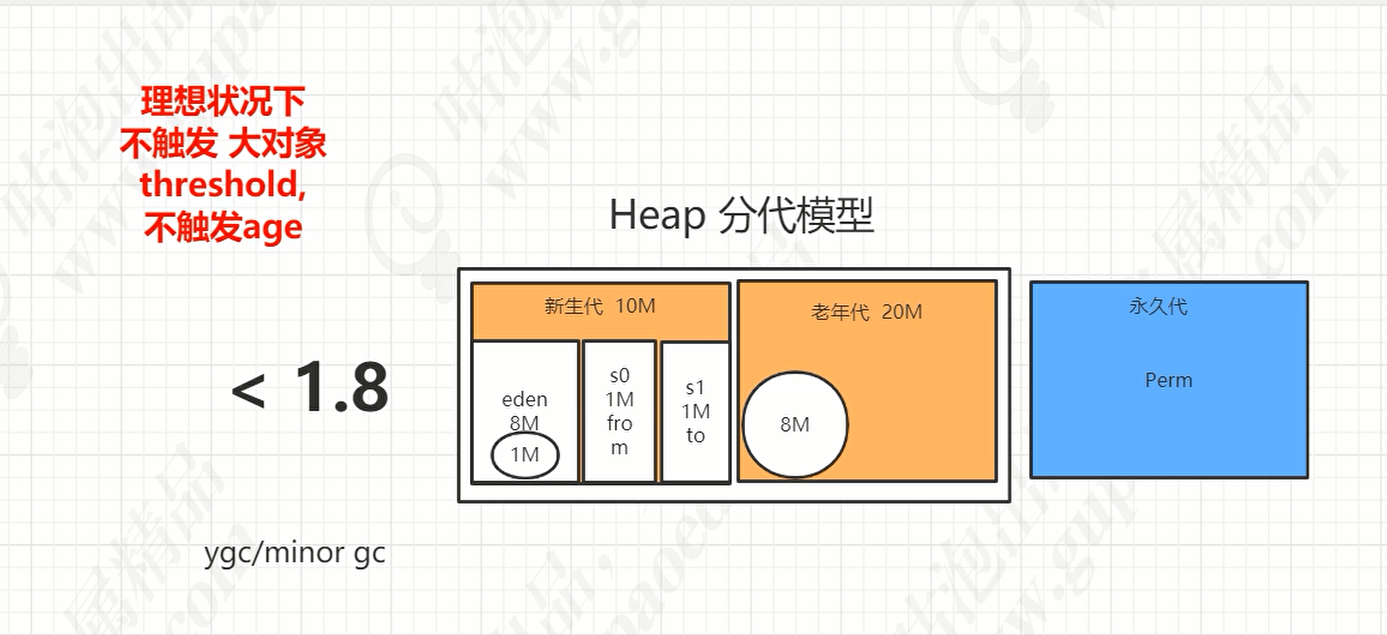 理想状况下
不触发 大对象
threshold,
不触发age
Heap 分代模型
< 1.8
ygc/minor gc
新生代 10M
eden
8M
1M
s0
1M
fro
m
s1
1M
to
老年代 20M
8M
永久代
Perm